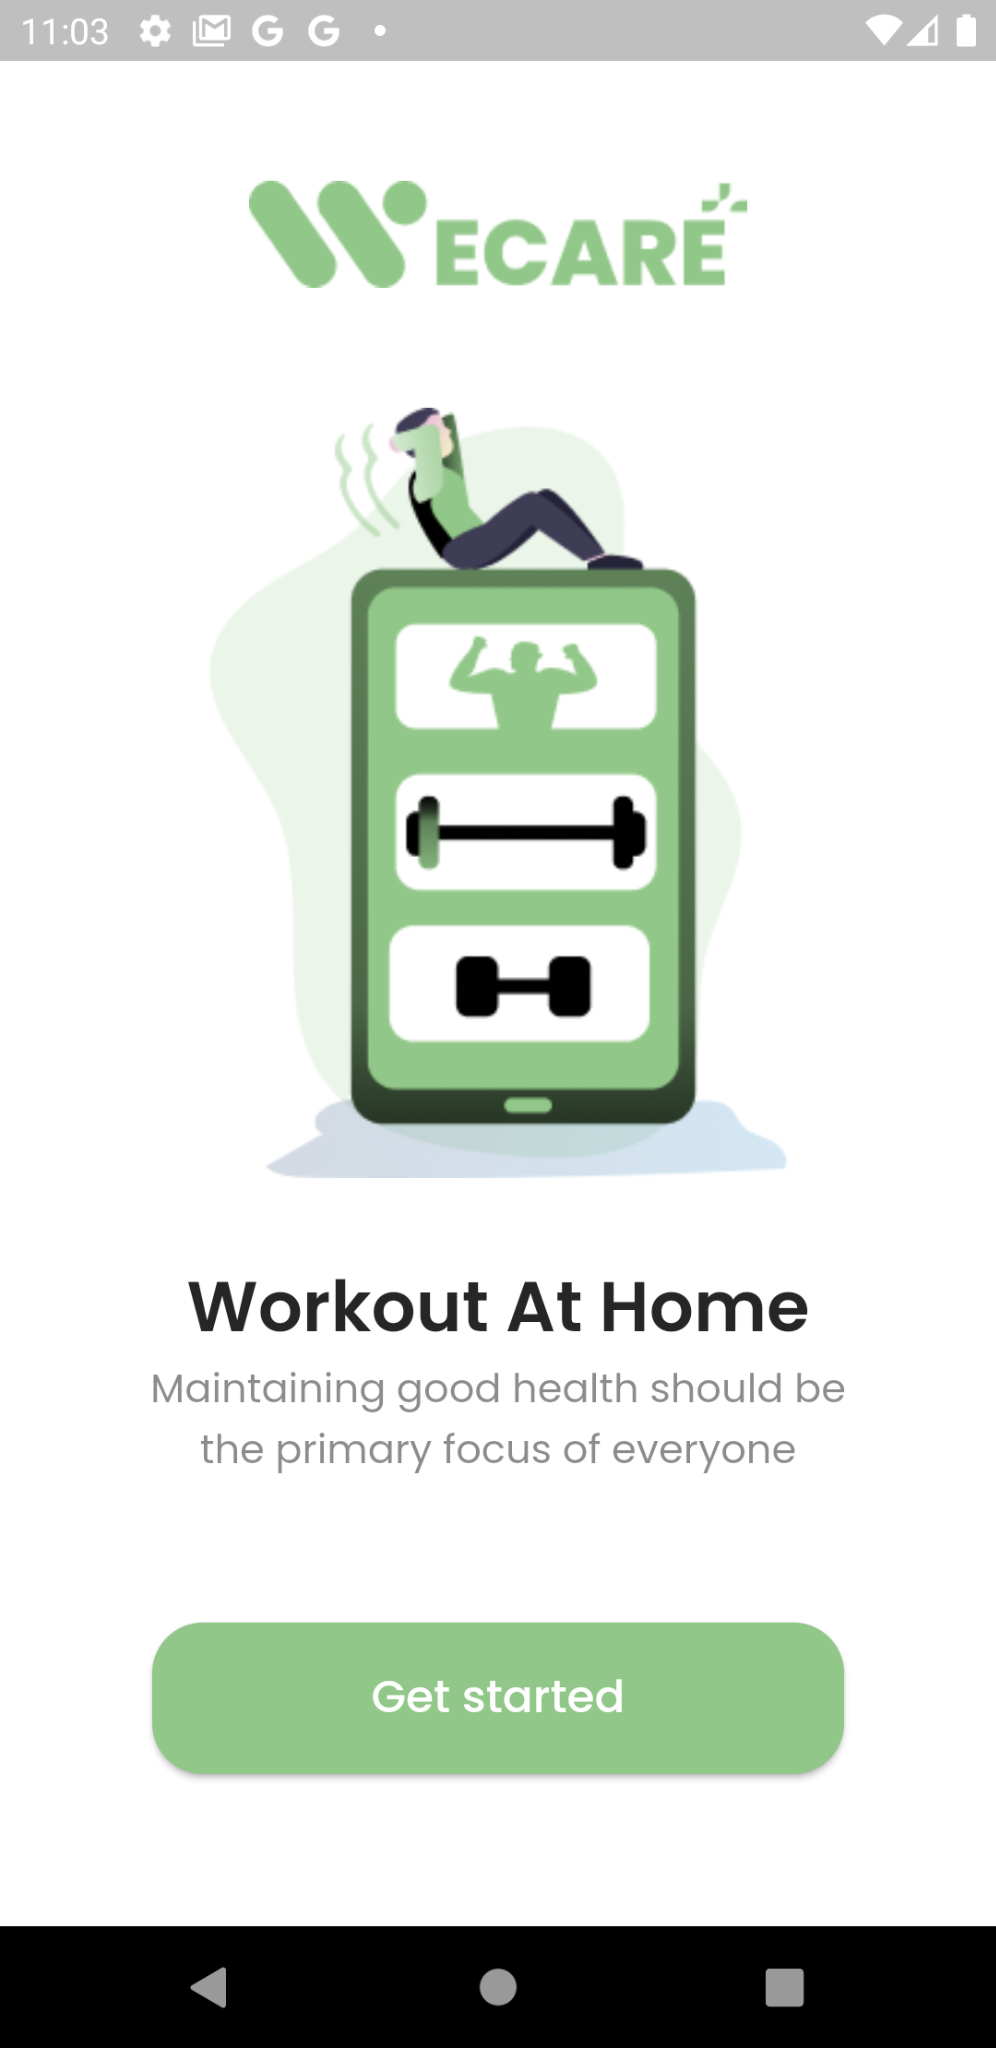 11:03
WECARE
Workout At Home
Maintaining good health should be
the primary focus of everyone
Get started